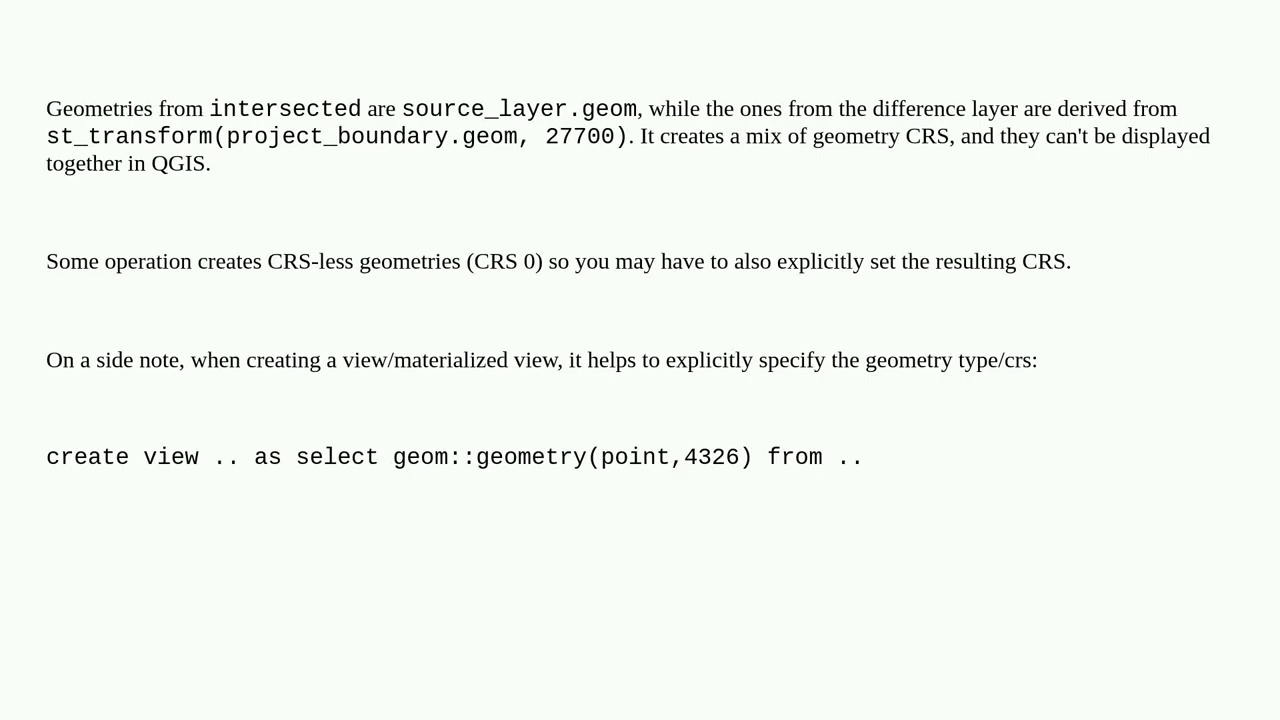 Geometries from intersected are source_layer.geom, while the ones from the difference layer are derived from
st_transform(project_boundary.geom, 27700). It creates a mix of geometry CRS, and they can't be displayed
together in QGIS.
Some operation creates CRS-less geometries (CRS 0) so you may have to also explicitly set the resulting CRS.
On a side note, when creating a view/materialized view, it helps to explicitly specify the geometry type/crs:
create view .. as select geom::geometry(point,4326) from ..